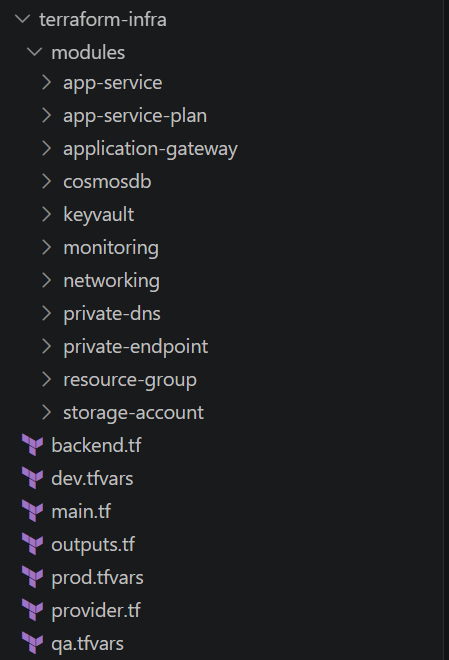 terraform-infra
modules
app-service
app-service-plan
application-gateway
cosmosdb
keyvault
monitoring
networking
private-dns
private-endpoint
resource-group
storage-account
backend.tf
dev.tfvars
main.tf
outputs.tf
prod.tfvars
provider.tf
qa.tfvars